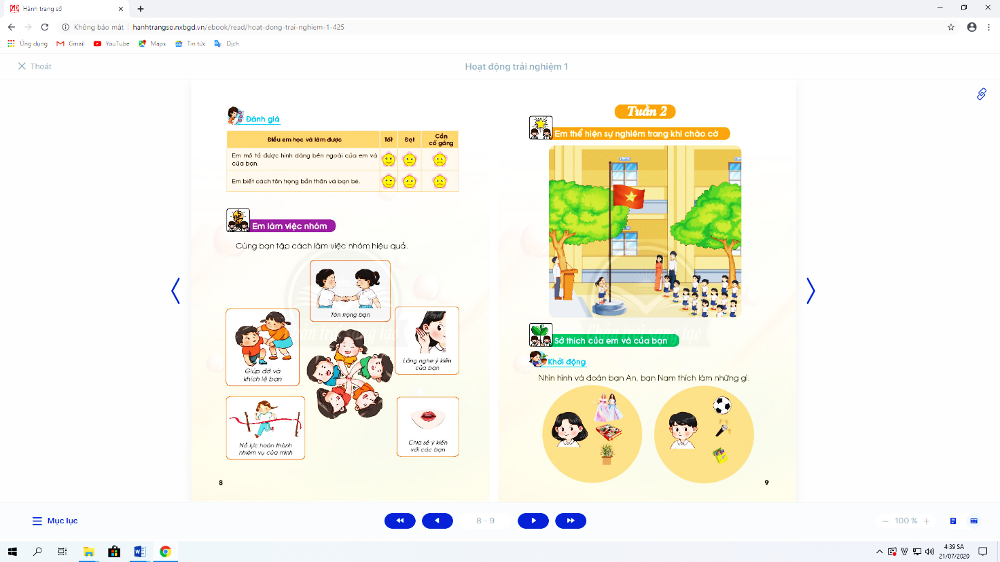 Hành trang số
Không bảo mật
hanhtrangso.nxbgd.vn/ebook/read/hoat-dong-trai-nghiem-1-425
Ứng dụng
Gmail
YouTube
Maps
Tin tức
Dịch
Thoát
Hoạt động trải nghiệm 1
Đánh giá
Điều em học và làm được
Tốt
Đạt
Cần
cố gắng
Em mô tả được hình dáng bên ngoài của em và
của bạn.
Em biết cách tôn trọng bản thân và bạn bè.
Em làm việc nhóm
Cùng bạn tập cách làm việc nhóm hiệu quả.
Tôn trọng bạn
Giúp đỡ và
khích lệ bạn
Lắng nghe ý kiến
của bạn
Nỗ lực hoàn thành
nhiệm vụ của mình
Chia sẻ ý kiến
với các bạn
Chân trời sáng tạo
8
Tuần 2
Em thể hiện sự nghiêm trang khi chào cờ
Chân trời sáng tạo
Sở thích của em và của bạn
Khởi động
Nhìn hình và đoán bạn An, bạn Nam thích làm những gì.
9
Mục lục
8 - 9
100 %
4:39 SA
21/07/2020